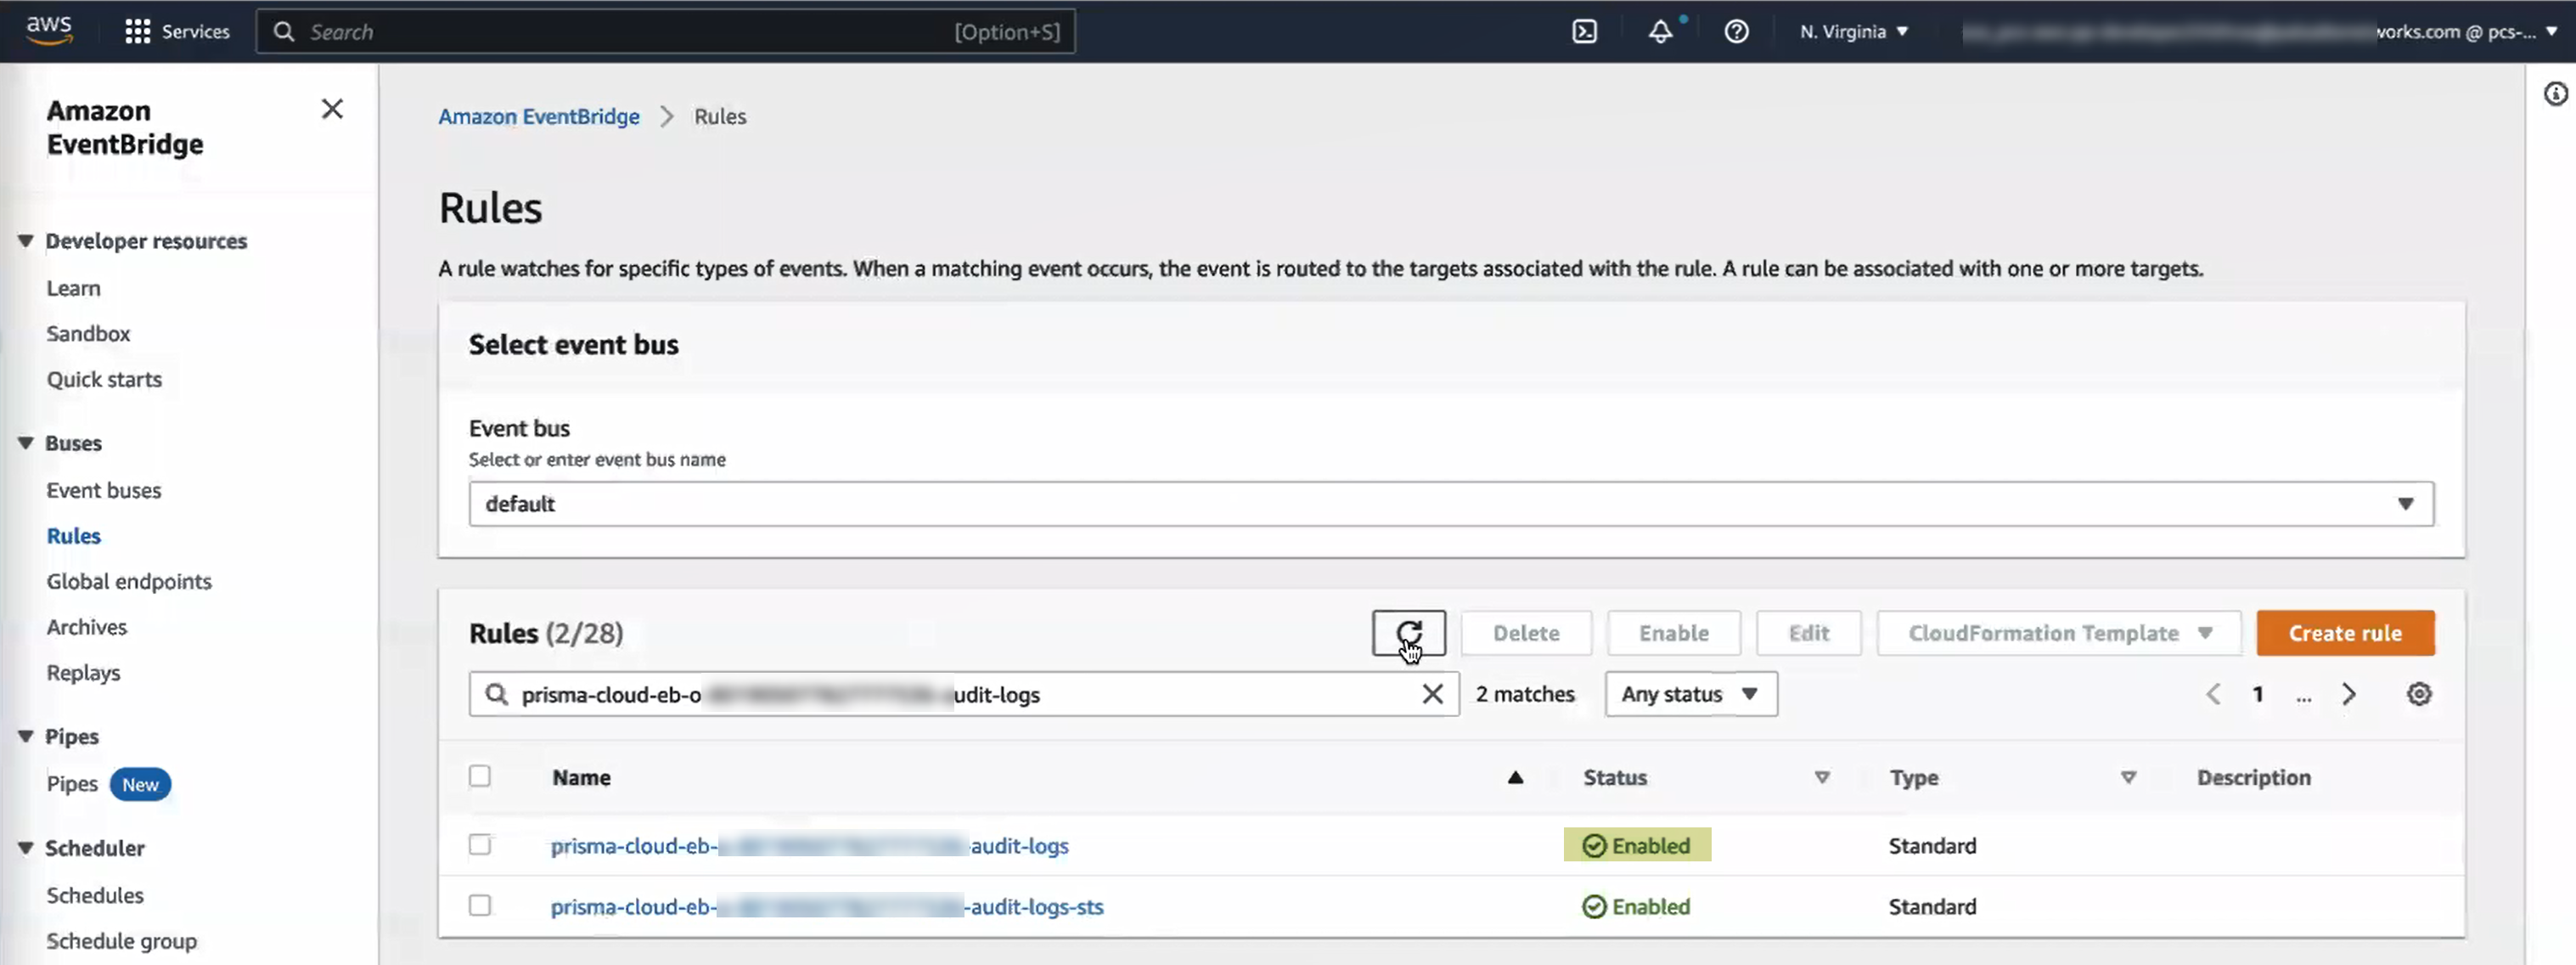 aws Services Search [Option+S] N. Virginia works.com @ pcs-...
Amazon
EventBridge
Developer resources
Learn
Sandbox
Quick starts
Buses
Event buses
Rules
Global endpoints
Archives
Replays
Pipes
Pipes New
Scheduler
Schedules
Schedule group
Amazon EventBridge > Rules
Rules
A rule watches for specific types of events. When a matching event occurs, the event is routed to the targets associated with the rule. A rule can be associated with one or more targets.
Select event bus
Event bus
Select or enter event bus name
default
Rules (2/28) Delete Enable Edit CloudFormation Template Create rule
prisma-cloud-eb-o udit-logs 2 matches Any status 1 ...
Name Status Type Description
prisma-cloud-eb- -audit-logs Enabled Standard
prisma-cloud-eb- -audit-logs-sts Enabled Standard